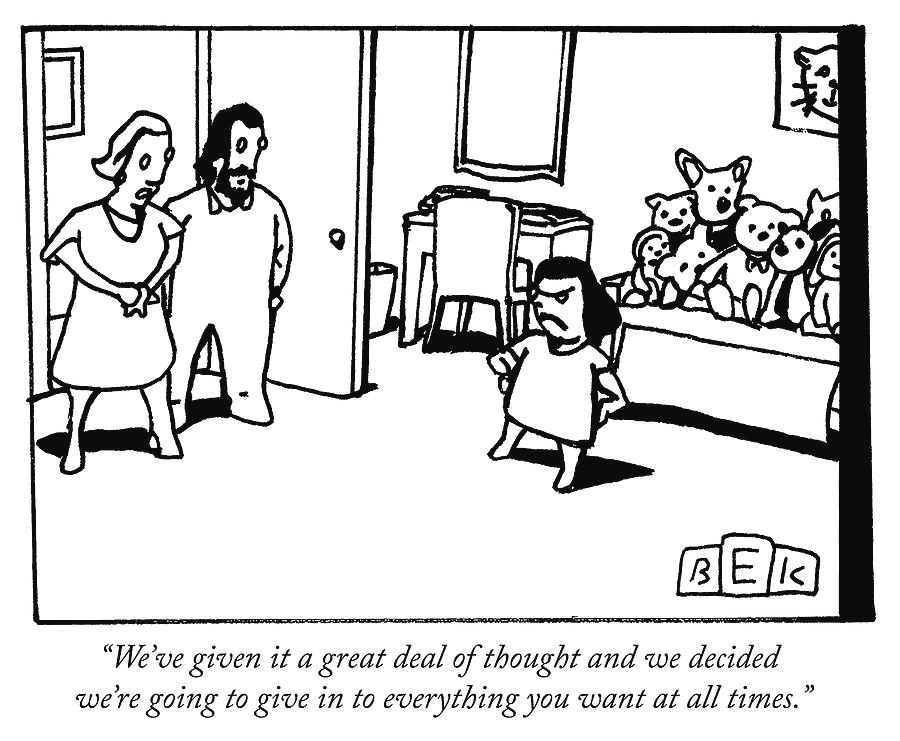 BEK
“We’ve given it a great deal of thought and we decided
we’re going to give in to everything you want at all times.”